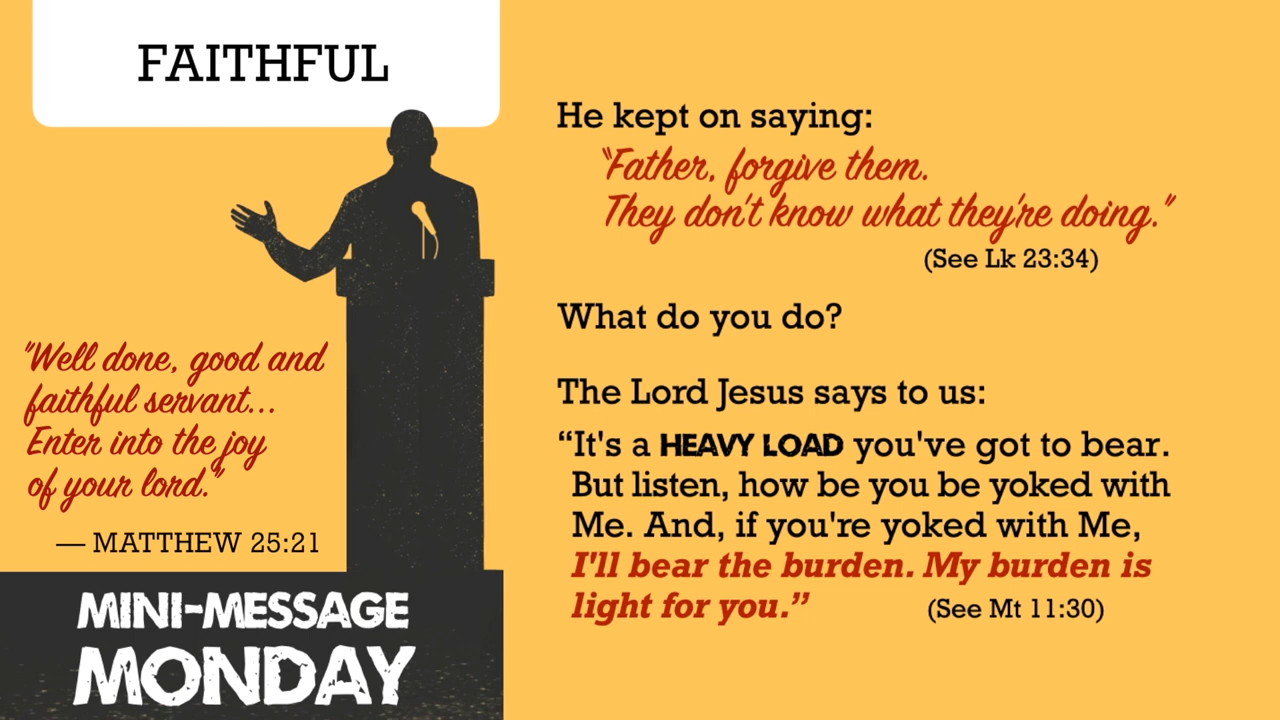 FAITHFUL
"Well done, good and
faithful servant...
Enter into the joy
of your lord."
— MATTHEW 25:21
MINI-MESSAGE
MONDAY
He kept on saying:
"Father, forgive them.
They don't know what they're doing."
(See Lk 23:34)
What do you do?
The Lord Jesus says to us:
“It's a HEAVY LOAD you've got to bear.
But listen, how be you be yoked with
Me. And, if you're yoked with Me,
I'll bear the burden. My burden is
light for you.” (See Mt 11:30)